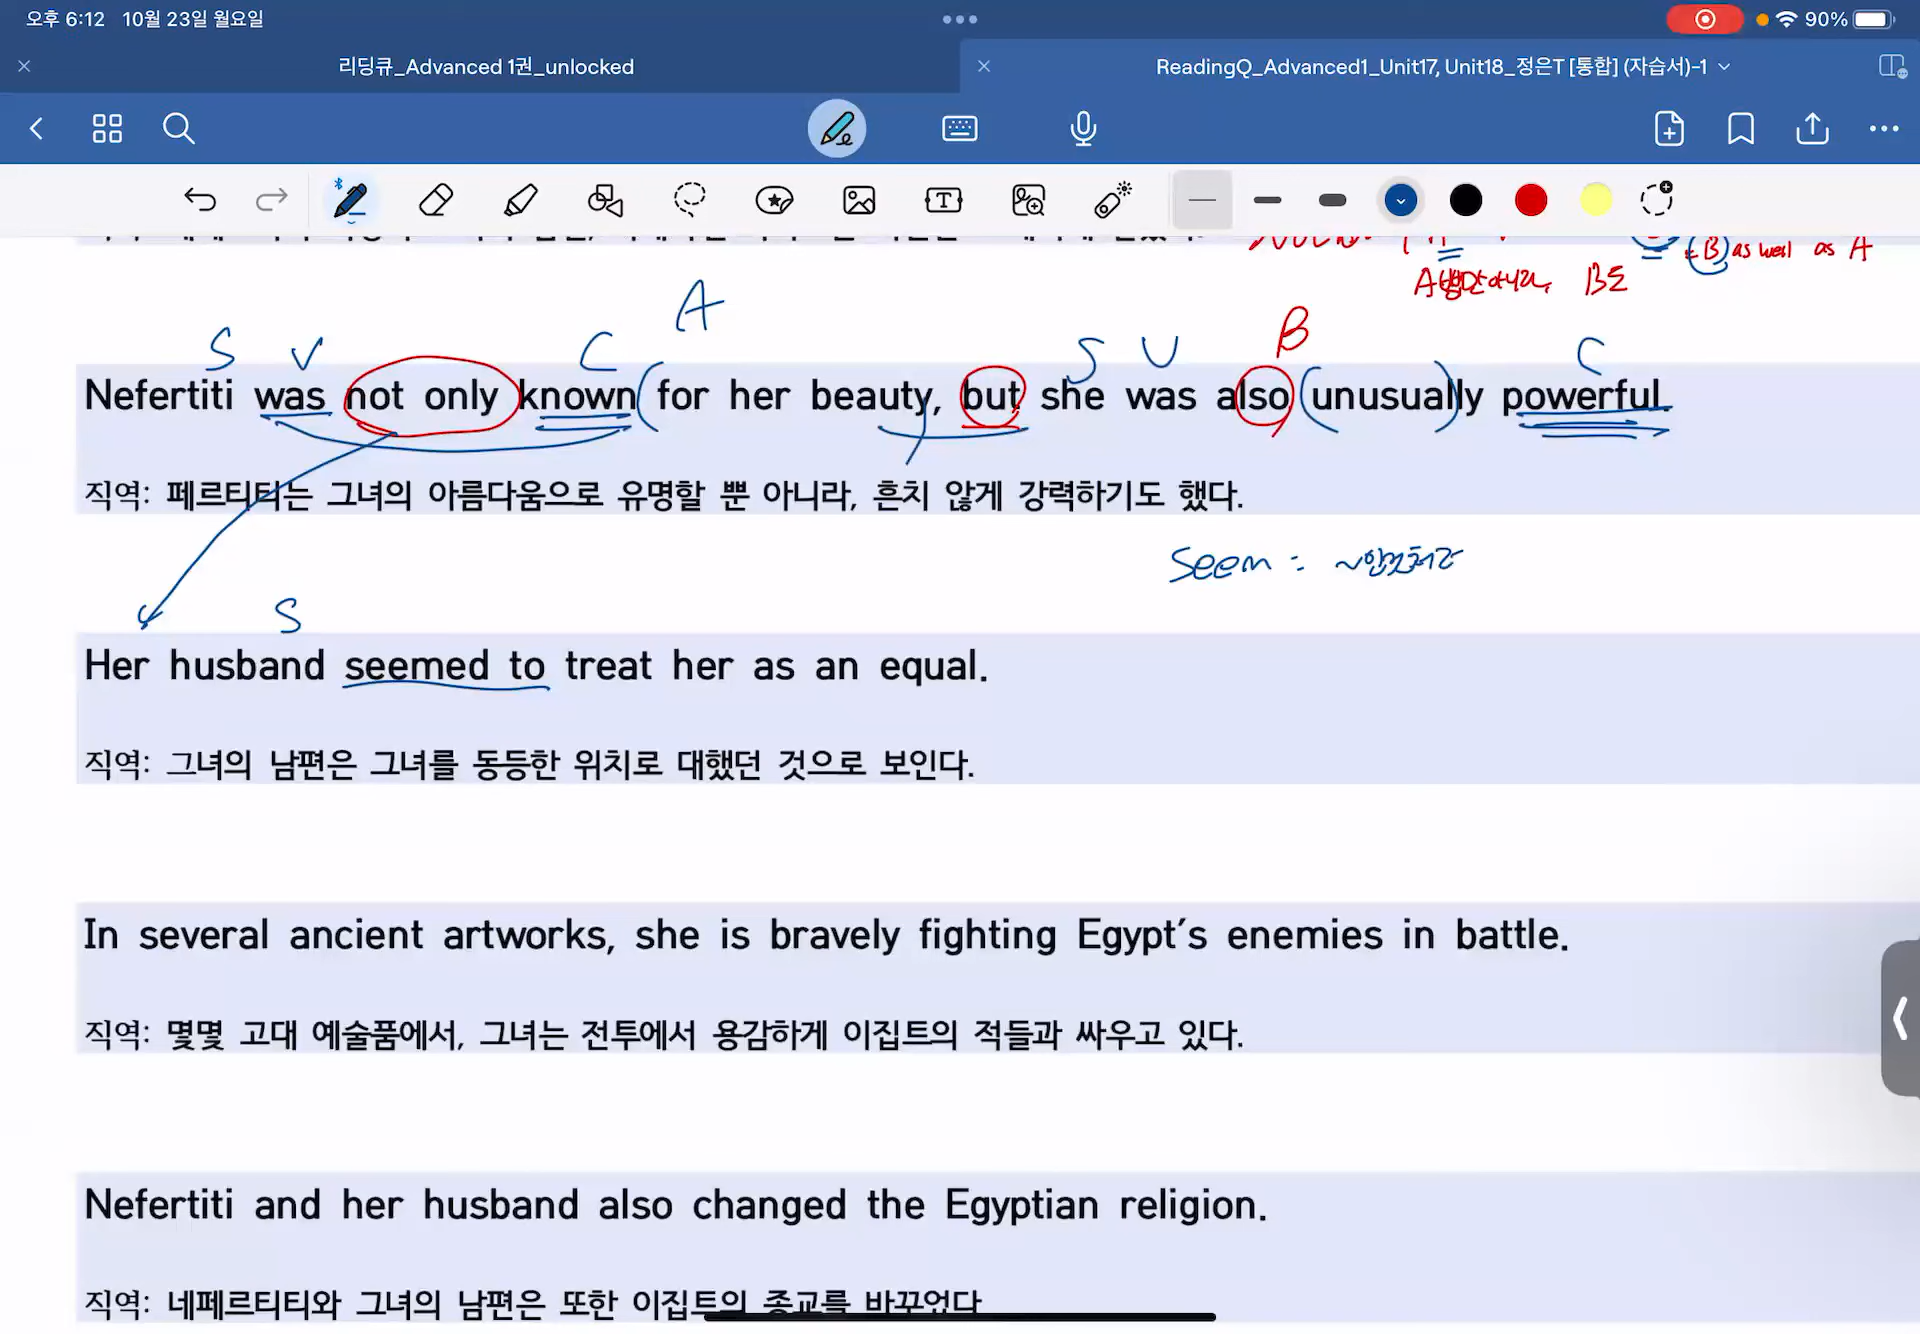 오후 6:12 10월 23일 월요일
90%
리딩큐_Advanced 1권_unlocked
ReadingQ_Advanced1_Unit17, Unit18_정은T [통합] (자습서)-1
B as well as A
A뿐만아니라, B도
A
S V C S V B C
Nefertiti was not only known for her beauty, but she was also unusually powerful.
직역: 페르티티는 그녀의 아름다움으로 유명할 뿐 아니라, 흔치 않게 강력하기도 했다.
Seem : ~인것처럼
S
Her husband seemed to treat her as an equal.
직역: 그녀의 남편은 그녀를 동등한 위치로 대했던 것으로 보인다.
In several ancient artworks, she is bravely fighting Egypt's enemies in battle.
직역: 몇몇 고대 예술품에서, 그녀는 전투에서 용감하게 이집트의 적들과 싸우고 있다.
Nefertiti and her husband also changed the Egyptian religion.
직역: 네페르티티와 그녀의 남편은 또한 이집트의 종교를 바꾸었다